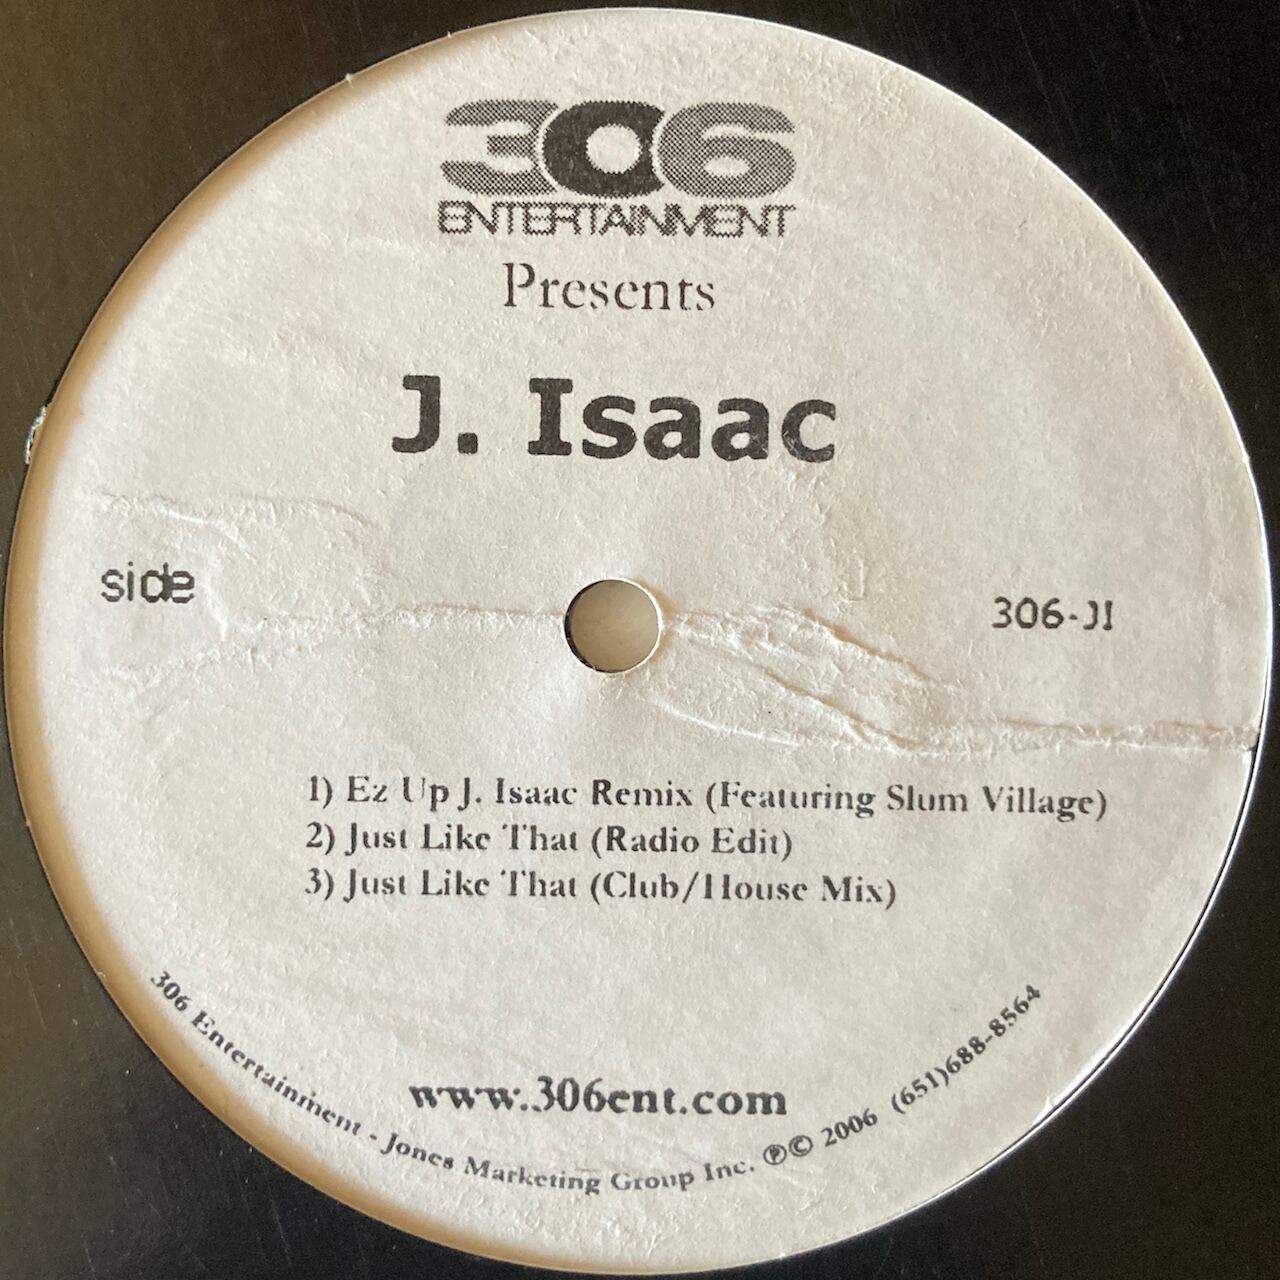 306
ENTERTAINMENT
Presents
J. Isaac
side
306-JI
1) Ez Up J. Isaac Remix (Featuring Slum Village)
2) Just Like That (Radio Edit)
3) Just Like That (Club/House Mix)
www.306ent.com
306 Entertainment - Jones Marketing Group Inc. ℗© 2006 (651)688-8564